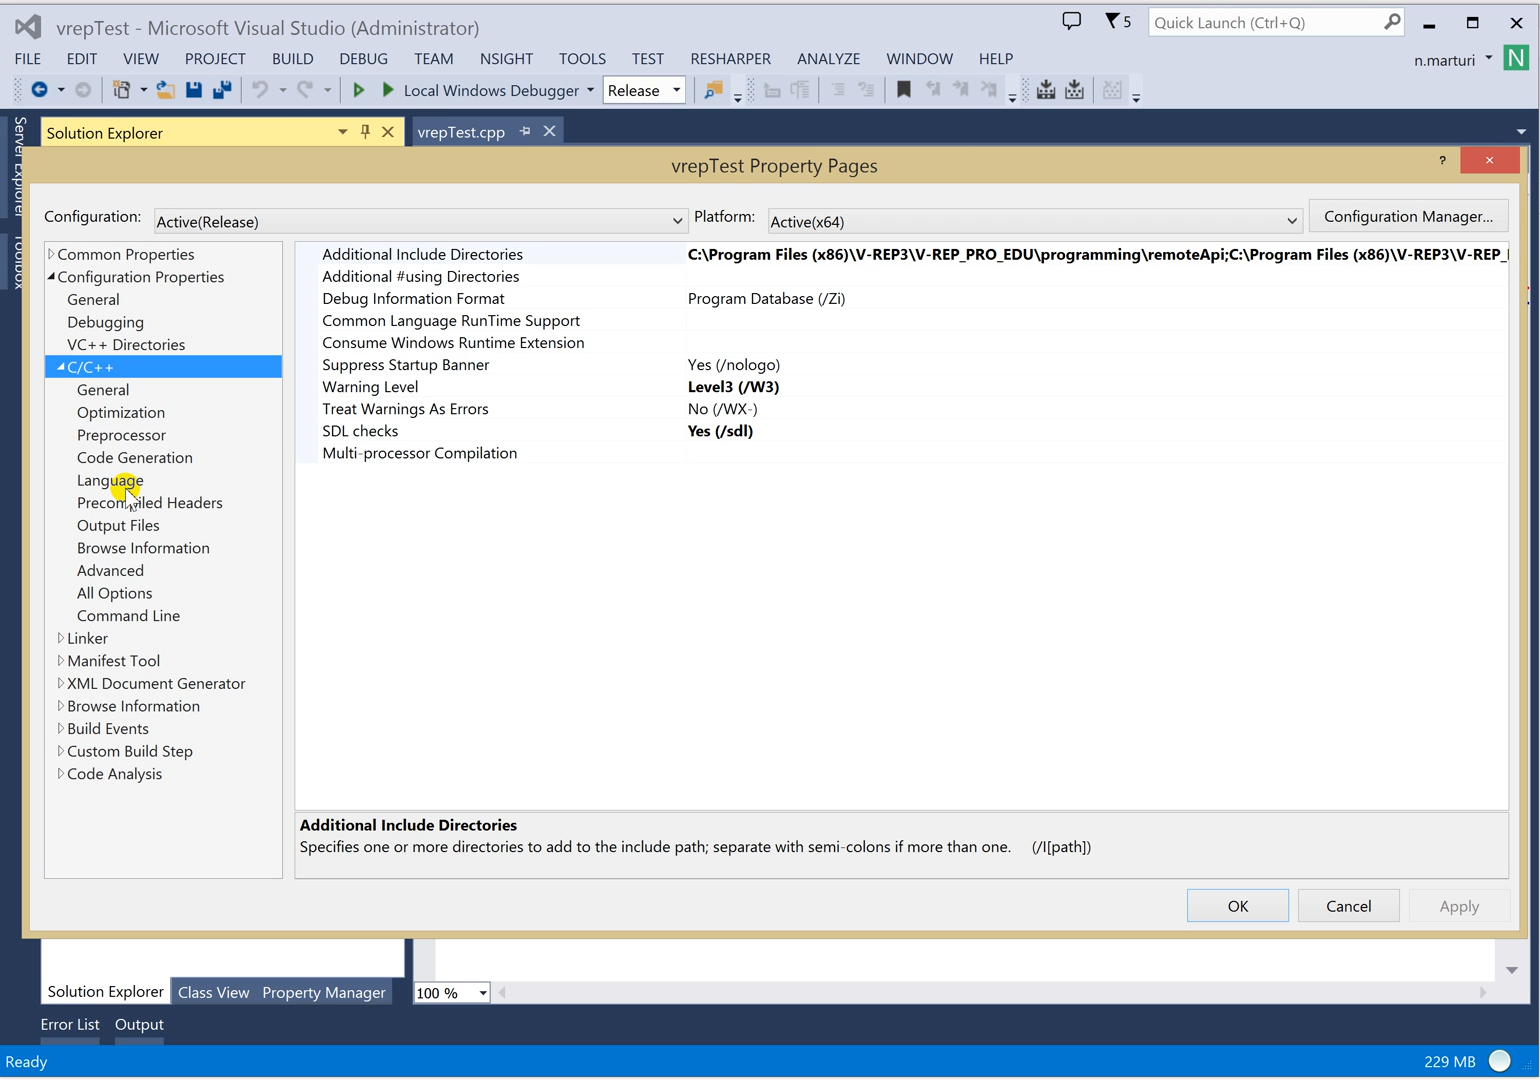 vrepTest - Microsoft Visual Studio (Administrator)
5
Quick Launch (Ctrl+Q)
FILE EDIT VIEW PROJECT BUILD DEBUG TEAM NSIGHT TOOLS TEST RESHARPER ANALYZE WINDOW HELP
n.marturi N
Local Windows Debugger Release
Server Explorer
Toolbox
Solution Explorer
vrepTest.cpp
vrepTest Property Pages
?
Configuration: Active(Release) Platform: Active(x64) Configuration Manager...
Common Properties
Configuration Properties
General
Debugging
VC++ Directories
C/C++
General
Optimization
Preprocessor
Code Generation
Language
Precompiled Headers
Output Files
Browse Information
Advanced
All Options
Command Line
Linker
Manifest Tool
XML Document Generator
Browse Information
Build Events
Custom Build Step
Code Analysis
Additional Include Directories C:\Program Files (x86)\V-REP3\V-REP_PRO_EDU\programming\remoteApi;C:\Program Files (x86)\V-REP3\V-REP_
Additional #using Directories
Debug Information Format Program Database (/Zi)
Common Language RunTime Support
Consume Windows Runtime Extension
Suppress Startup Banner Yes (/nologo)
Warning Level Level3 (/W3)
Treat Warnings As Errors No (/WX-)
SDL checks Yes (/sdl)
Multi-processor Compilation
Additional Include Directories
Specifies one or more directories to add to the include path; separate with semi-colons if more than one. (/I[path])
OK Cancel Apply
Solution Explorer Class View Property Manager
100 %
Error List Output
Ready
229 MB